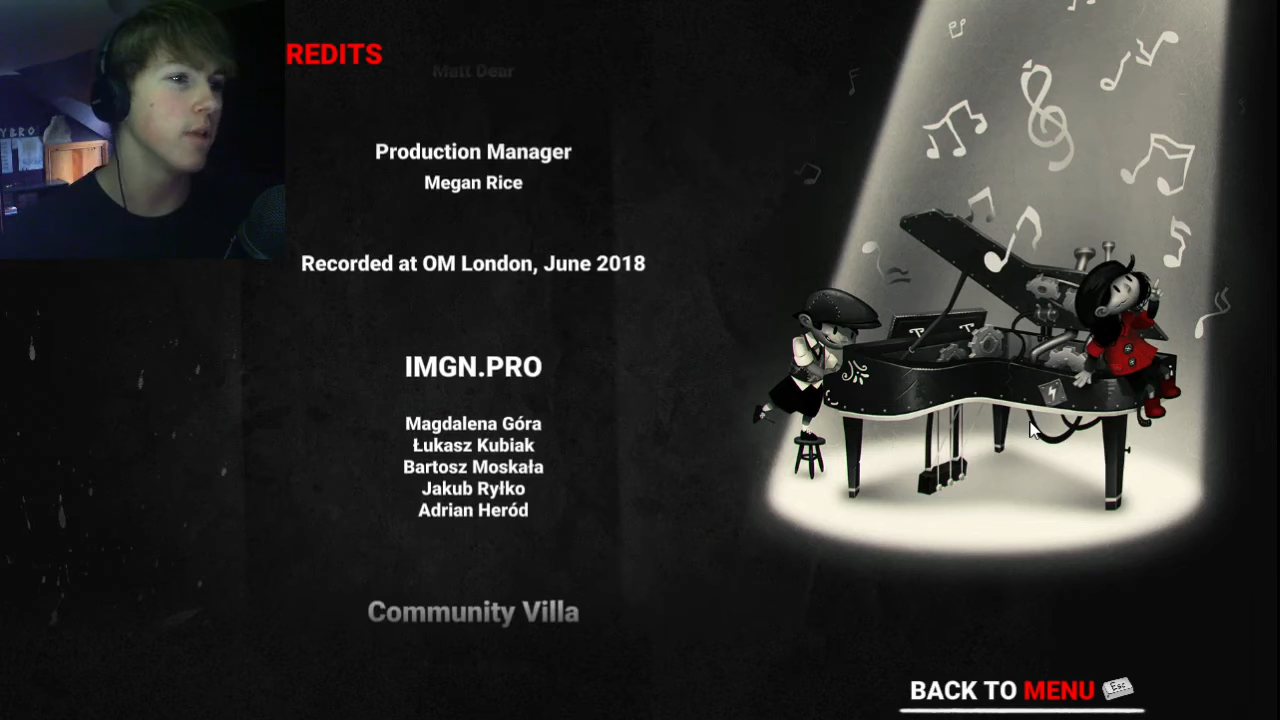 YBRO
REDITS
Matt Dear
Production Manager
Megan Rice
Recorded at OM London, June 2018
IMGN.PRO
Magdalena Góra
Łukasz Kubiak
Bartosz Moskała
Jakub Ryłko
Adrian Heród
Community Villa
BACK TO MENU Esc